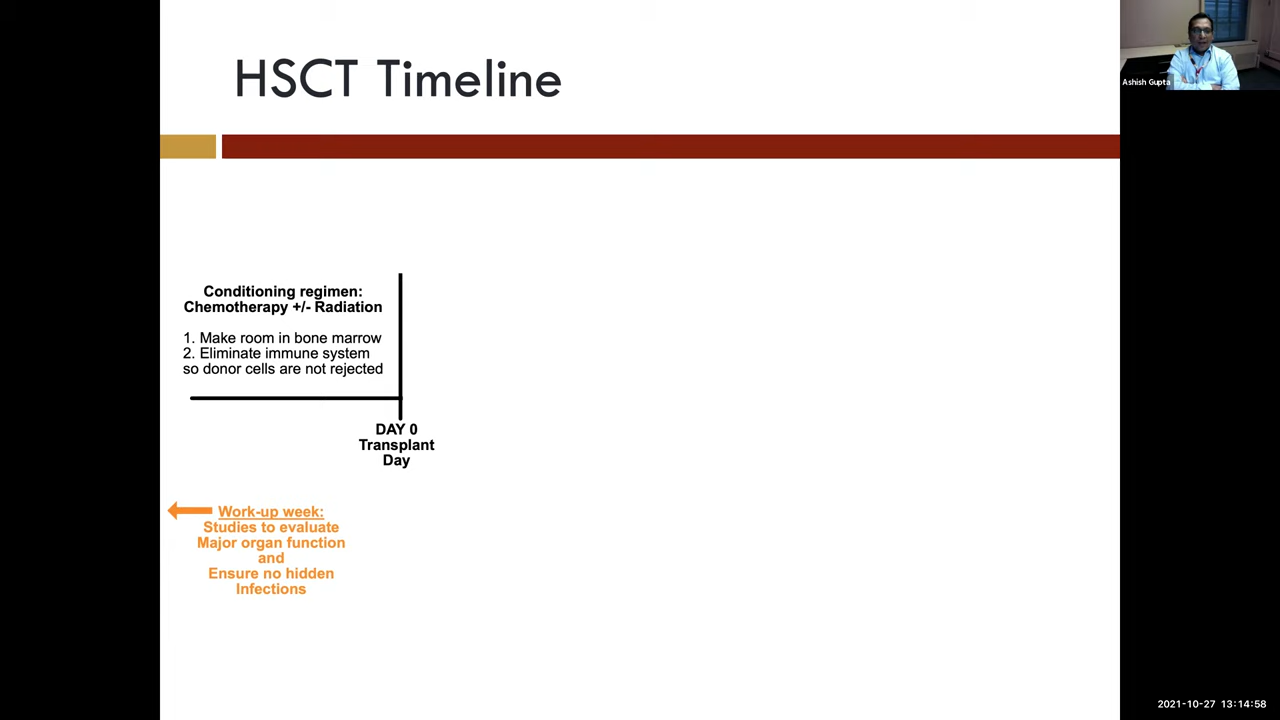 HSCT Timeline
Ashish Gupta
Conditioning regimen:
Chemotherapy +/- Radiation
1. Make room in bone marrow
2. Eliminate immune system
so donor cells are not rejected
DAY 0
Transplant
Day
Work-up week:
Studies to evaluate
Major organ function
and
Ensure no hidden
Infections
2021-10-27 13:14:58